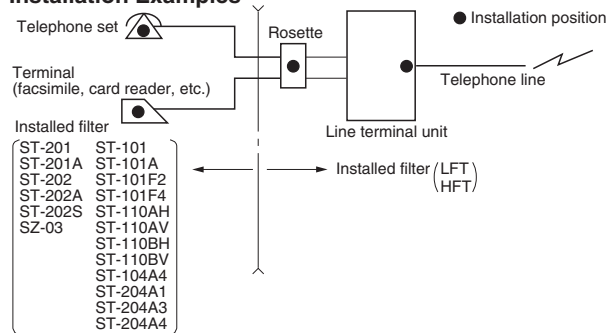 Installation Examples
● Installation position
Telephone set
Rosette
Telephone line
Terminal
(facsimile, card reader, etc.)
Line terminal unit
Installed filter
ST-201 ST-101
ST-201A ST-101A
ST-202 ST-101F2
ST-202A ST-101F4
ST-202S ST-110AH
SZ-03 ST-110AV
ST-110BH
ST-110BV
ST-104A4
ST-204A1
ST-204A3
ST-204A4
Installed filter (LFT
HFT)